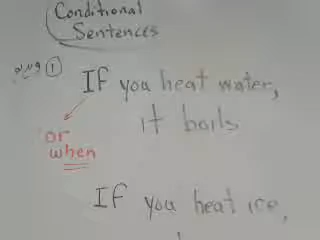 Conditional
Sentences
①
If you heat water,
it boils
or
when
If you heat ice,